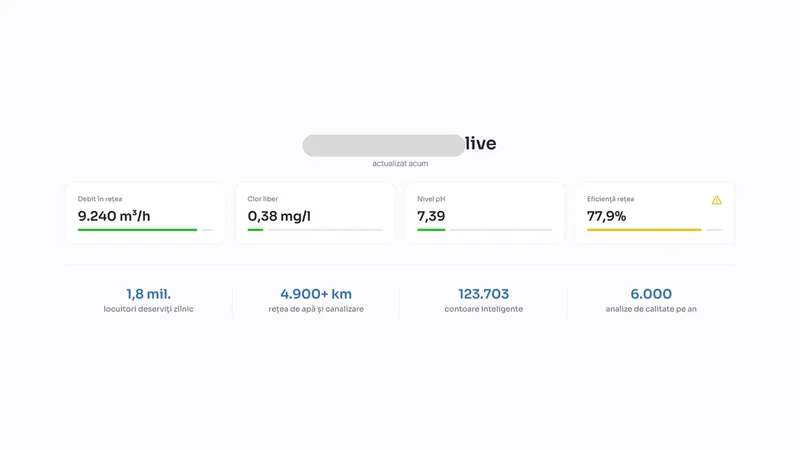 live
actualizat acum
Debit în rețea
9.240 m³/h
Clor liber
0,38 mg/l
Nivel pH
7,39
Eficiență rețea
77,9%
1,8 mil.
locuitori deserviți zilnic
4.900+ km
rețea de apă și canalizare
123.703
contoare inteligente
6.000
analize de calitate pe an